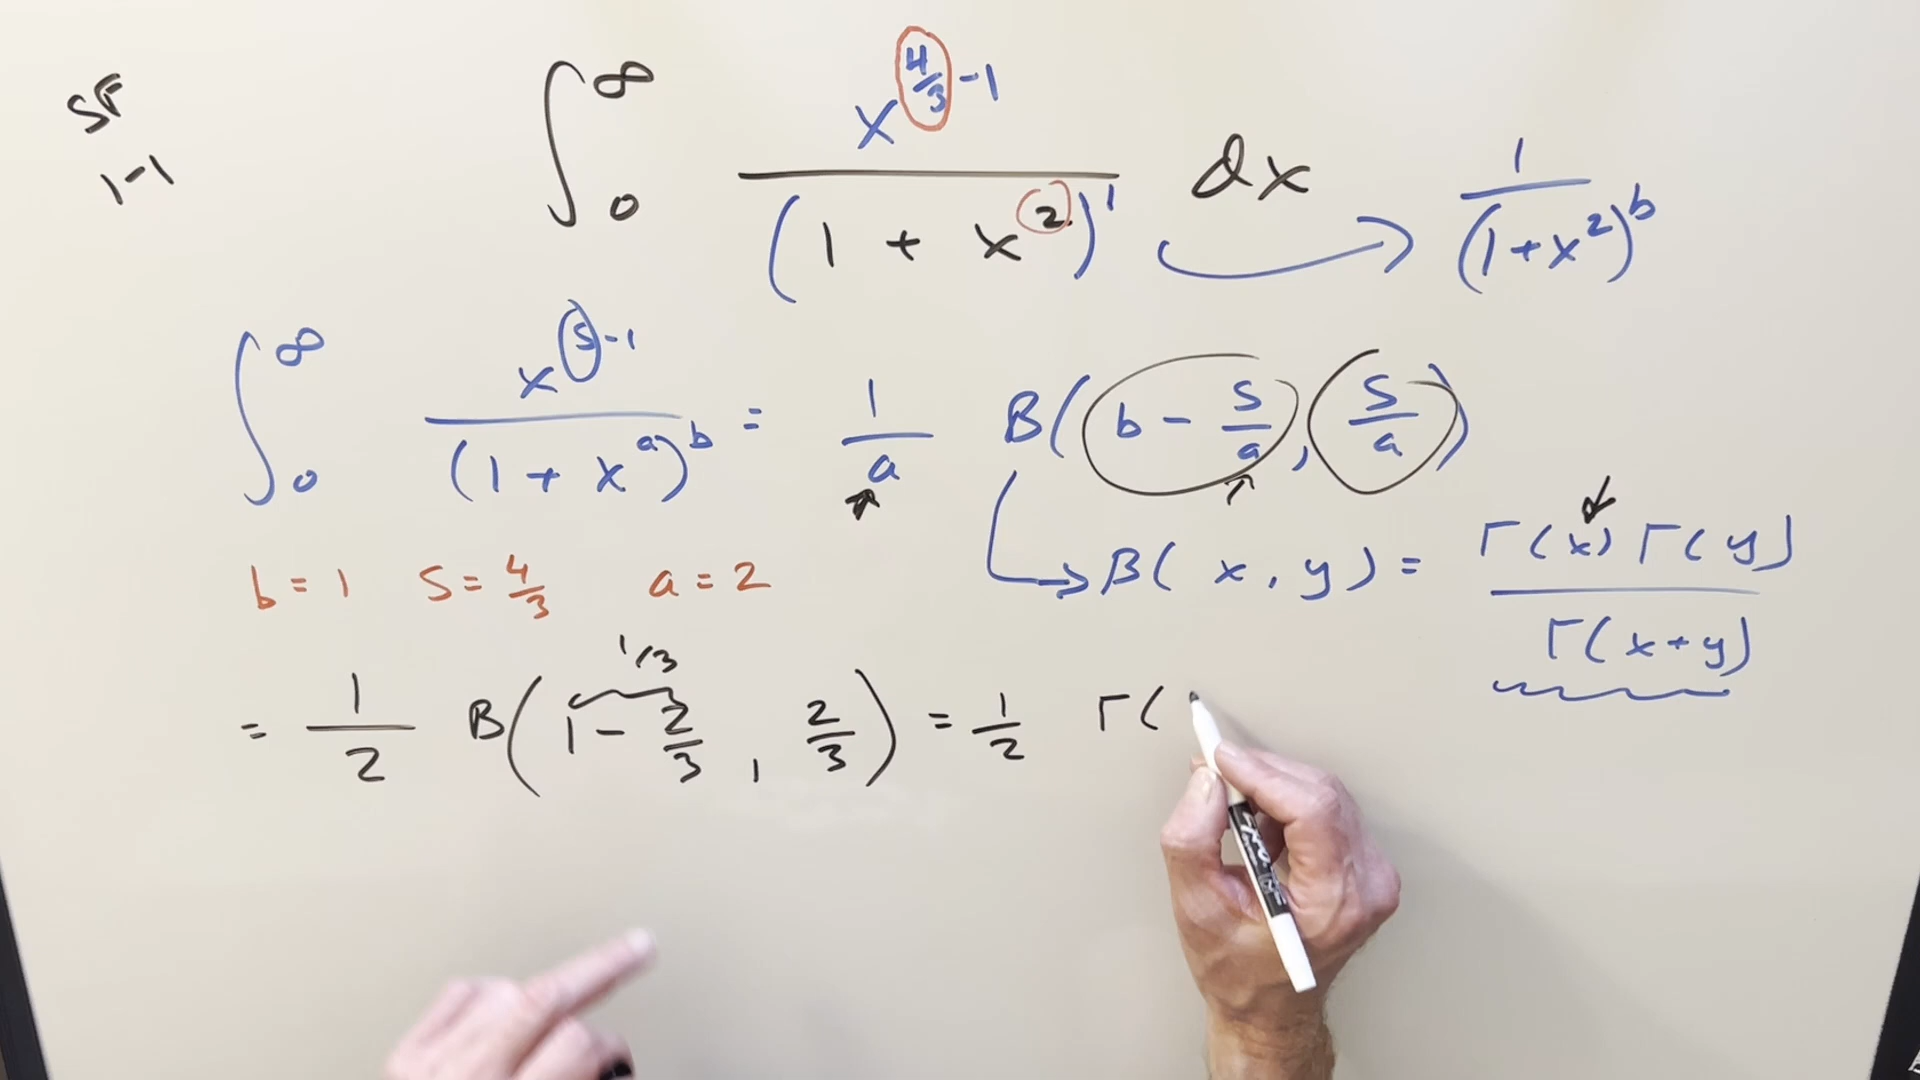 SF
1-1
∫₀^∞ x^(4/3 - 1) / (1 + x²)¹ dx → 1 / (1+x²)^b
∫₀^∞ x^(s-1) / (1 + x^a)^b = 1/a B(b - s/a, s/a)
→ B(x, y) = Γ(x) Γ(y) / Γ(x+y)
b = 1 s = 4/3 a = 2
1/3
= 1/2 B(1 - 2/3, 2/3) = 1/2 Γ(